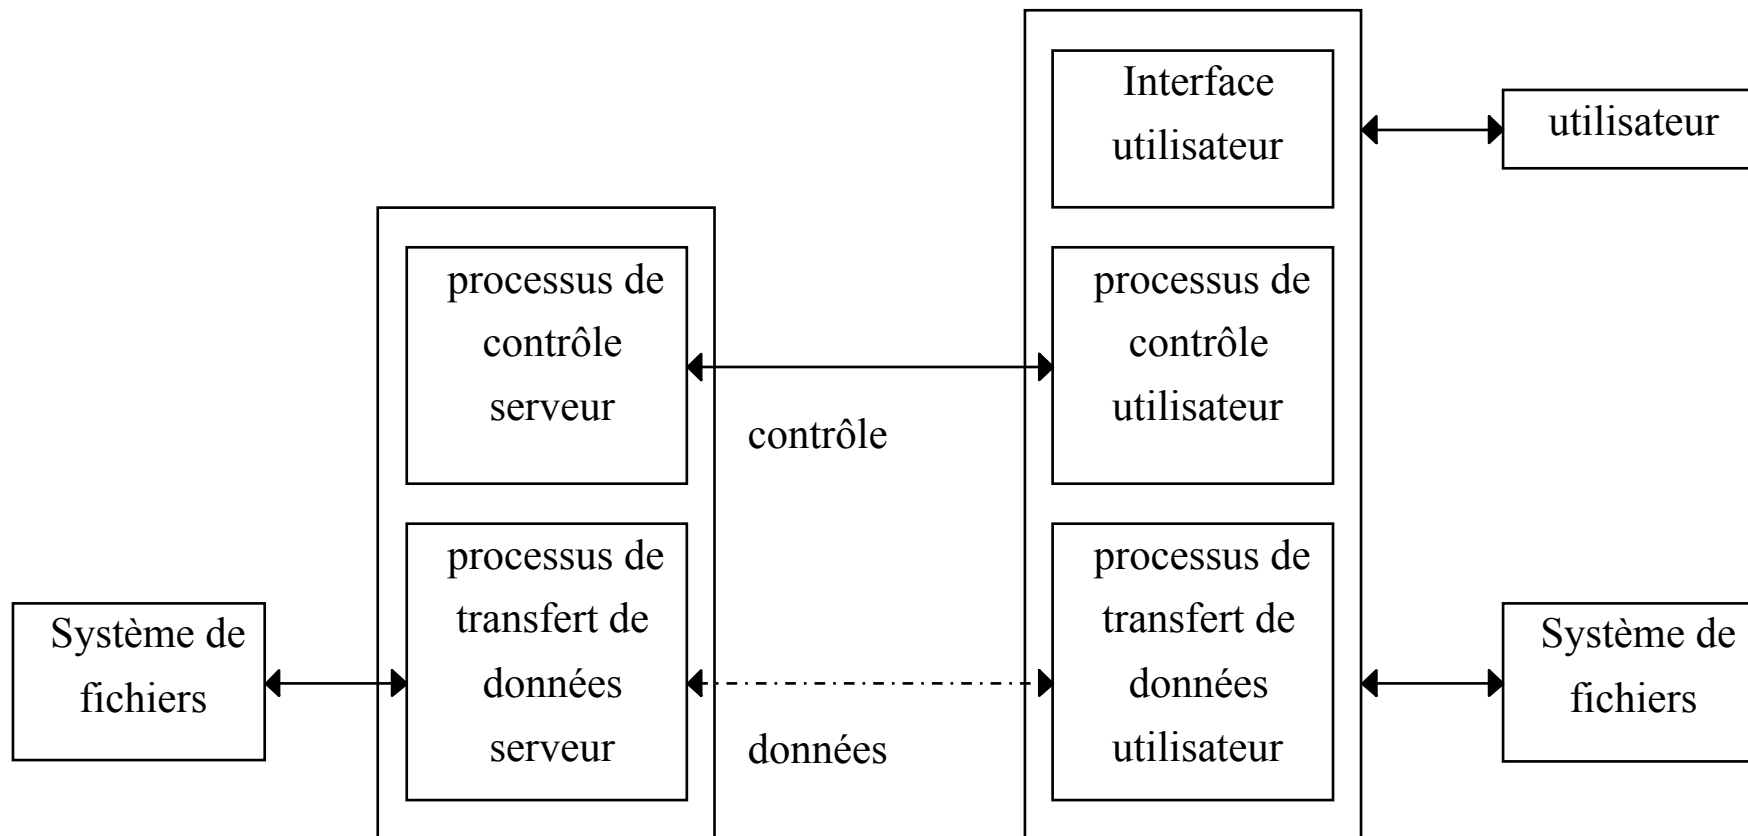 Interface
utilisateur
utilisateur
processus de
contrôle
serveur
processus de
contrôle
utilisateur
contrôle
processus de
transfert de
données
serveur
processus de
transfert de
données
utilisateur
Système de
fichiers
Système de
fichiers
données